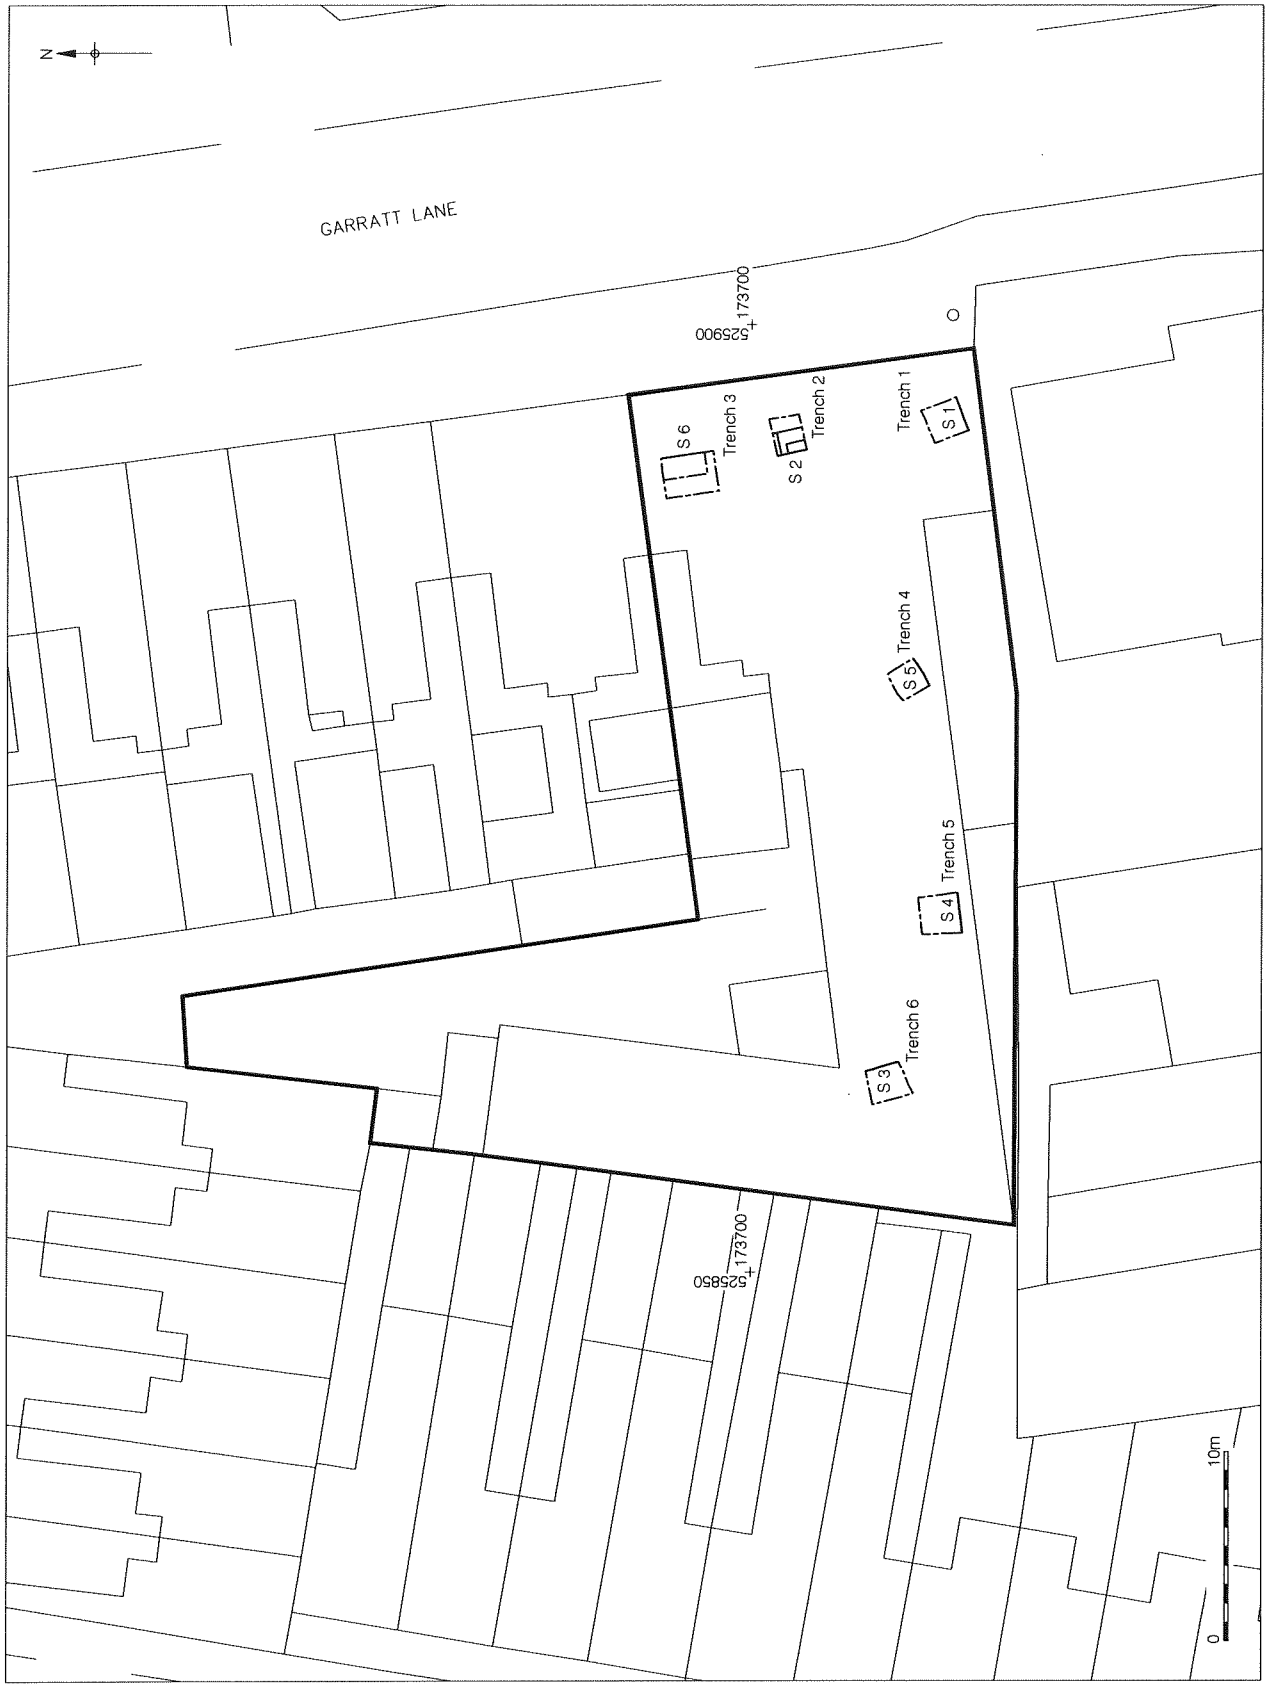 N
GARRATT LANE
525900
173700
S 6
Trench 3
S 2
Trench 2
Trench 1
S 1
Trench 4
S 5
Trench 5
S 4
Trench 6
S 3
525850
173700
0
10m